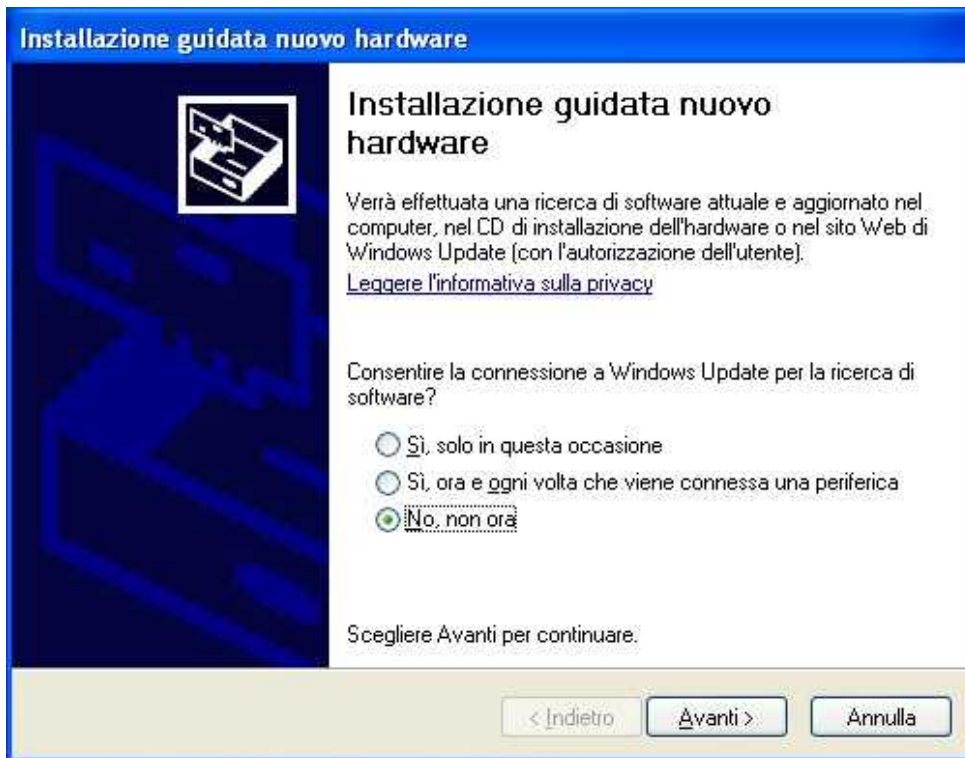 Installazione guidata nuovo hardware
Installazione guidata nuovo
hardware
Verrà effettuata una ricerca di software attuale e aggiornato nel
computer, nel CD di installazione dell'hardware o nel sito Web di
Windows Update (con l'autorizzazione dell'utente).
Leggere l'informativa sulla privacy
Consentire la connessione a Windows Update per la ricerca di
software?
Sì, solo in questa occasione
Sì, ora e ogni volta che viene connessa una periferica
No, non ora
Scegliere Avanti per continuare.
< Indietro Avanti > Annulla